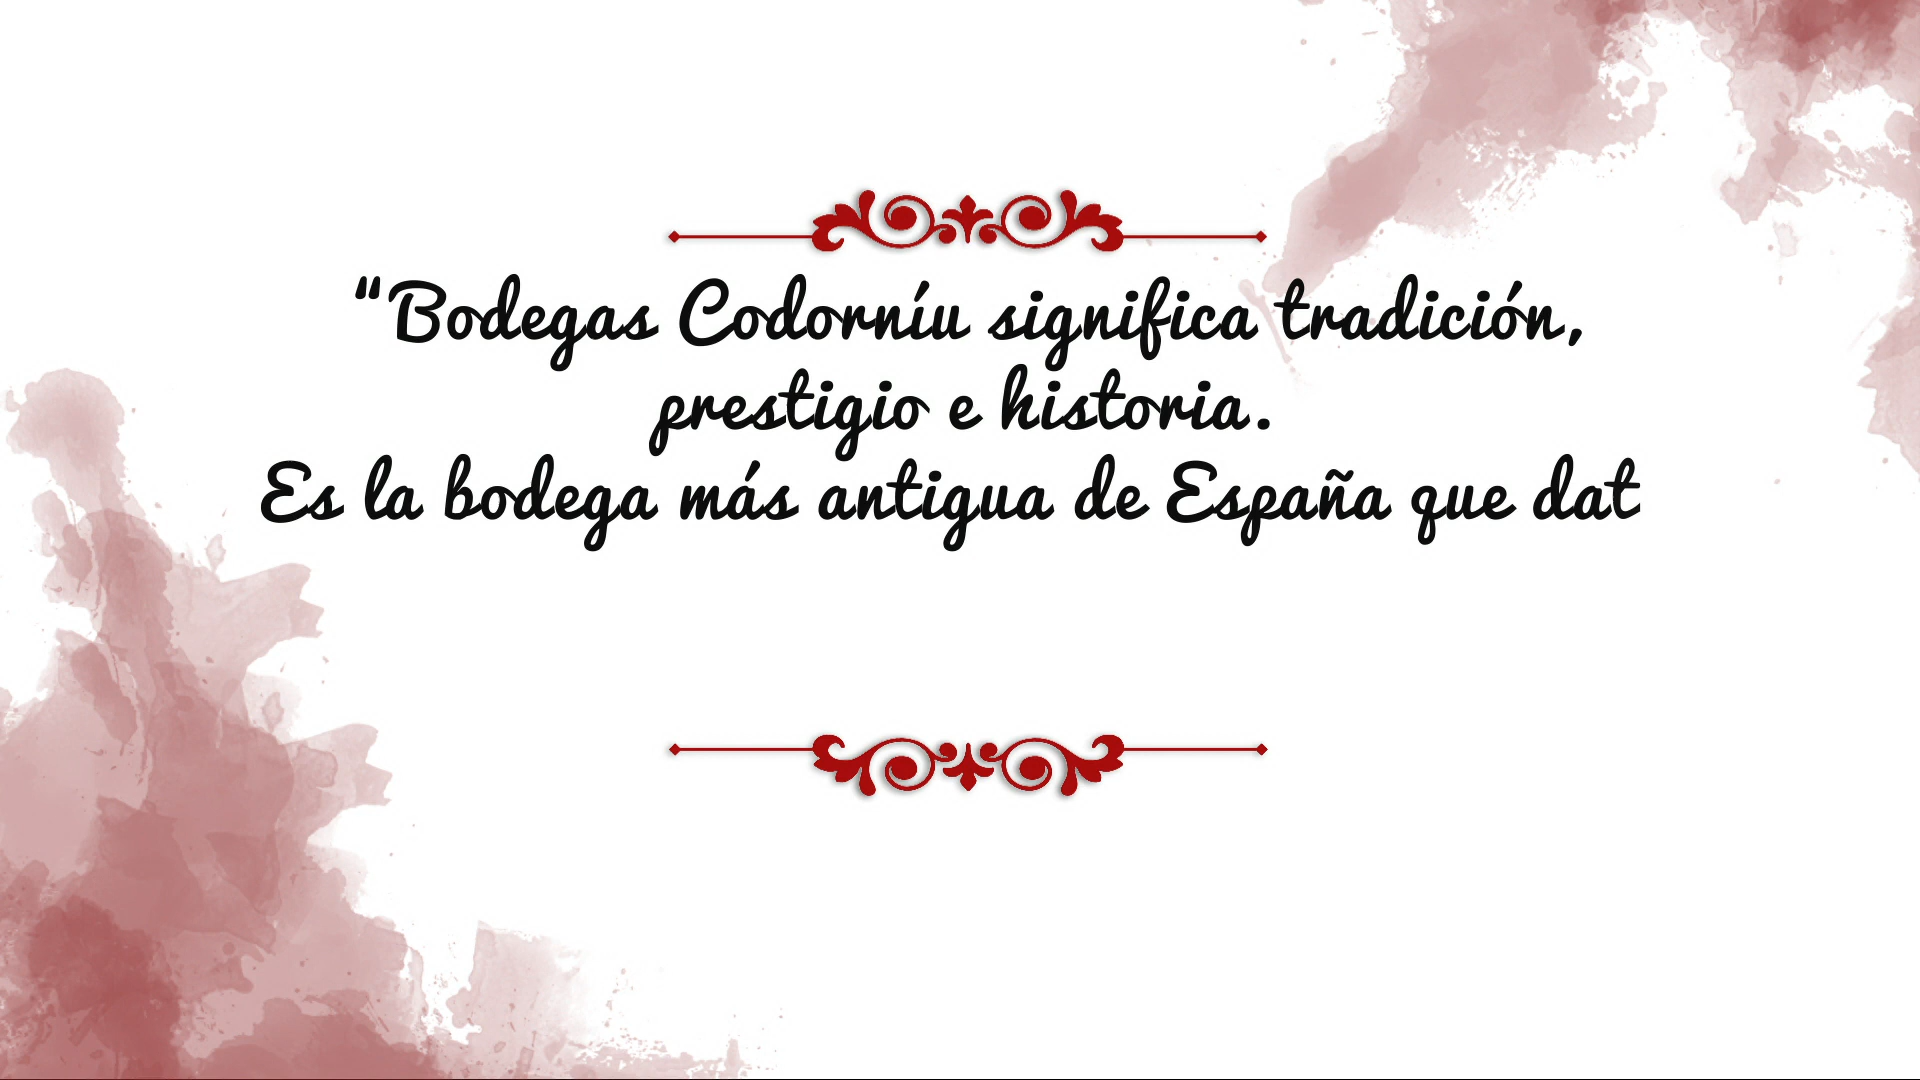 “Bodegas Codorníu significa tradición,
prestigio e historia.
Es la bodega más antigua de España que dat